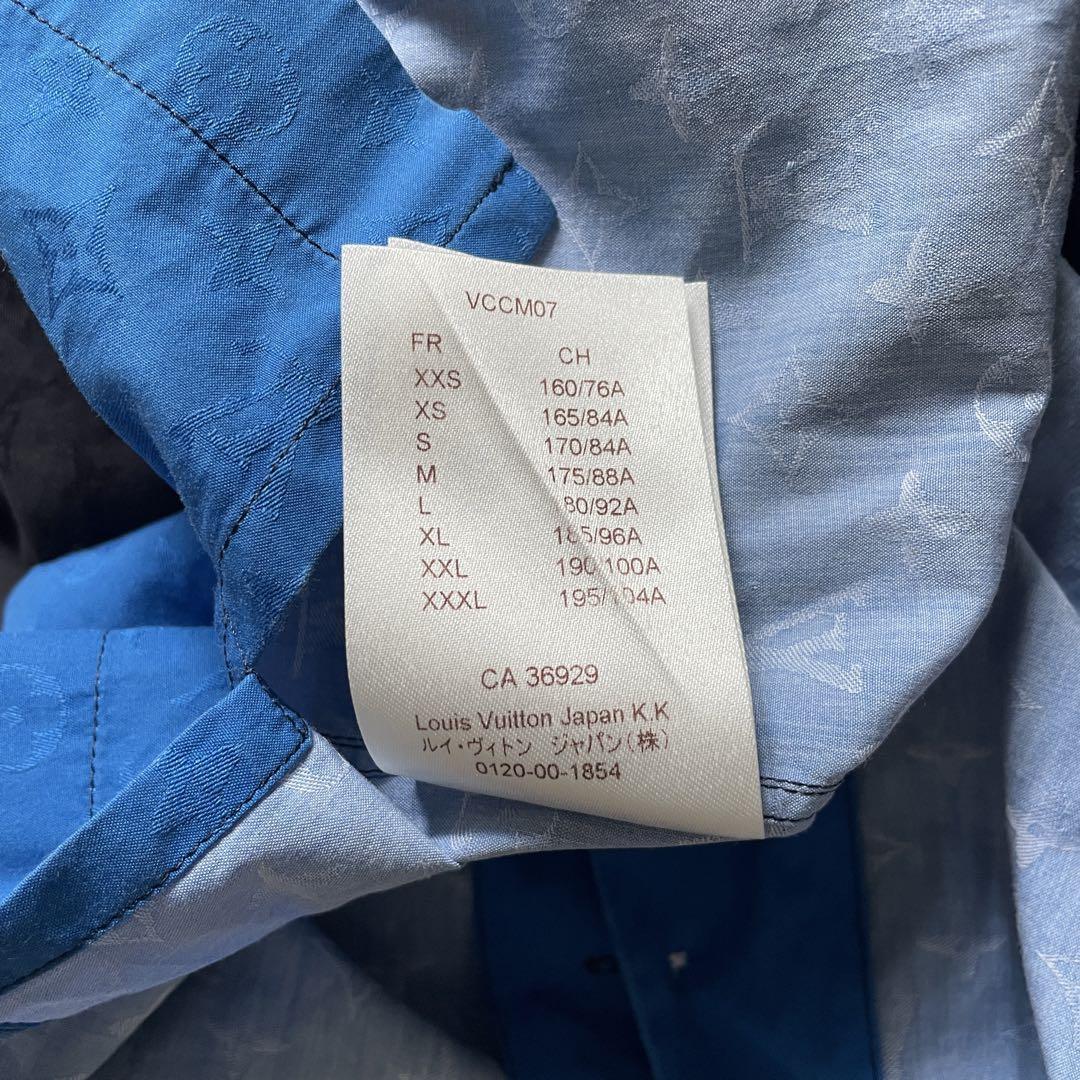 VCCM07
FR CH
XXS 160/76A
XS 165/84A
S 170/84A
M 175/88A
L 80/92A
XL 185/96A
XXL 190/100A
XXXL 195/104A
CA 36929
Louis Vuitton Japan K.K
ルイ・ヴィトン ジャパン(株)
0120-00-1854